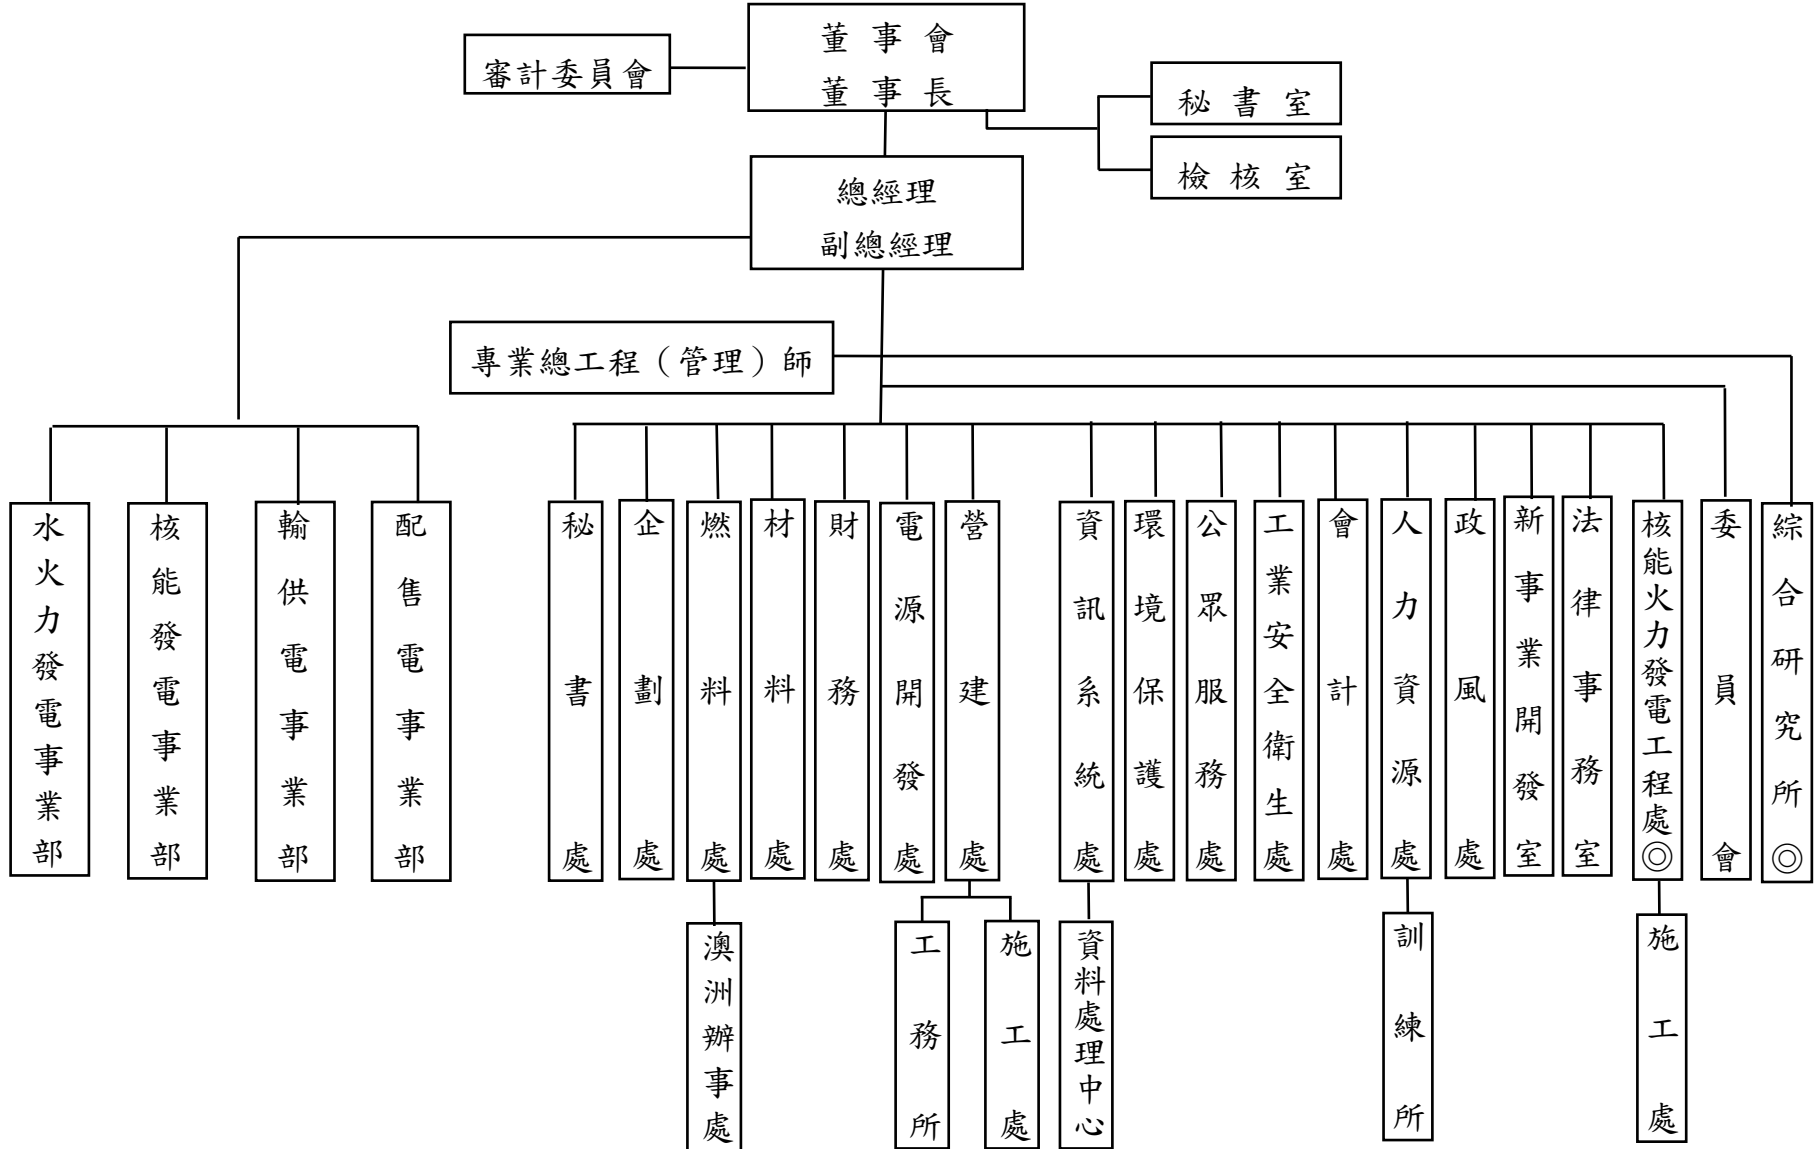 董事會
董事長
審計委員會
秘書室
檢核室
總經理
副總經理
專業總工程（管理）師
水火力發電事業部
核能發電事業部
輸供電事業部
配售電事業部
秘書處
企劃處
燃料處
材料處
財務處
電源開發處
營建處
資訊系統處
環境保護處
公眾服務處
工業安全衛生處
會計處
人力資源處
政風處
新事業開發室
法律事務室
核能火力發電工程處◎
委員會
綜合研究所◎
澳洲辦事處
工務所
施工處
資料處理中心
訓練所
施工處